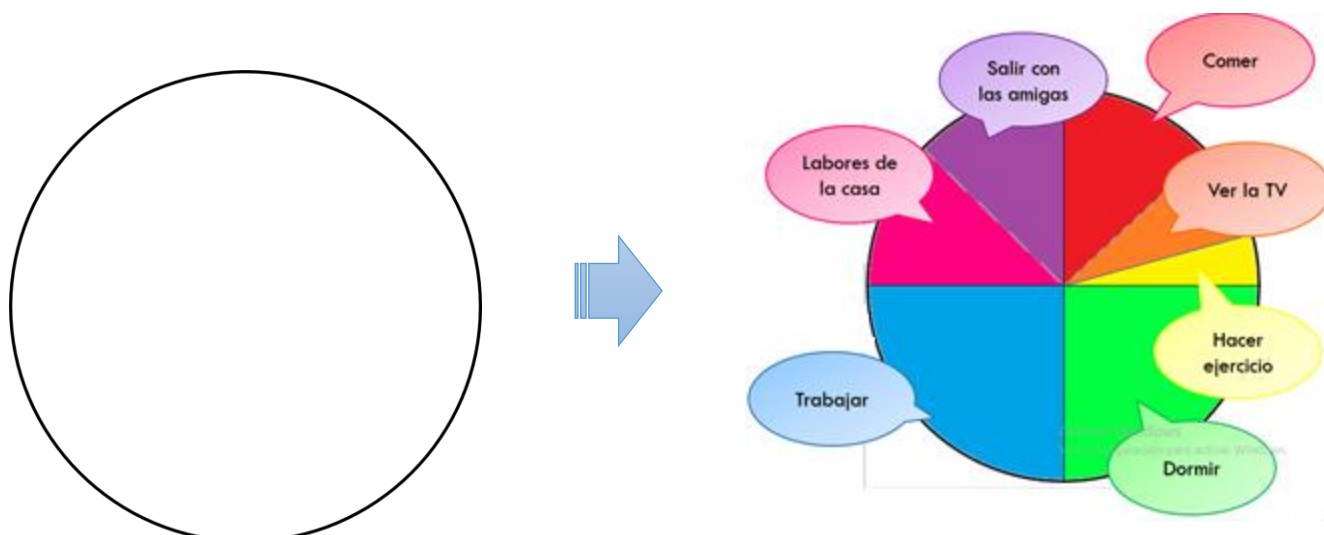 Salir con
las amigas
Comer
Labores de
la casa
Ver la TV
Hacer
ejercicio
Trabajar
Dormir